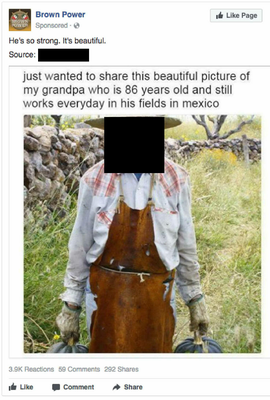 Brown Power
Sponsored ·
Like Page
He's so strong. It's beautiful.
Source:
just wanted to share this beautiful picture of
my grandpa who is 86 years old and still
works everyday in his fields in mexico
3.9K Reactions 59 Comments 292 Shares
Like Comment Share